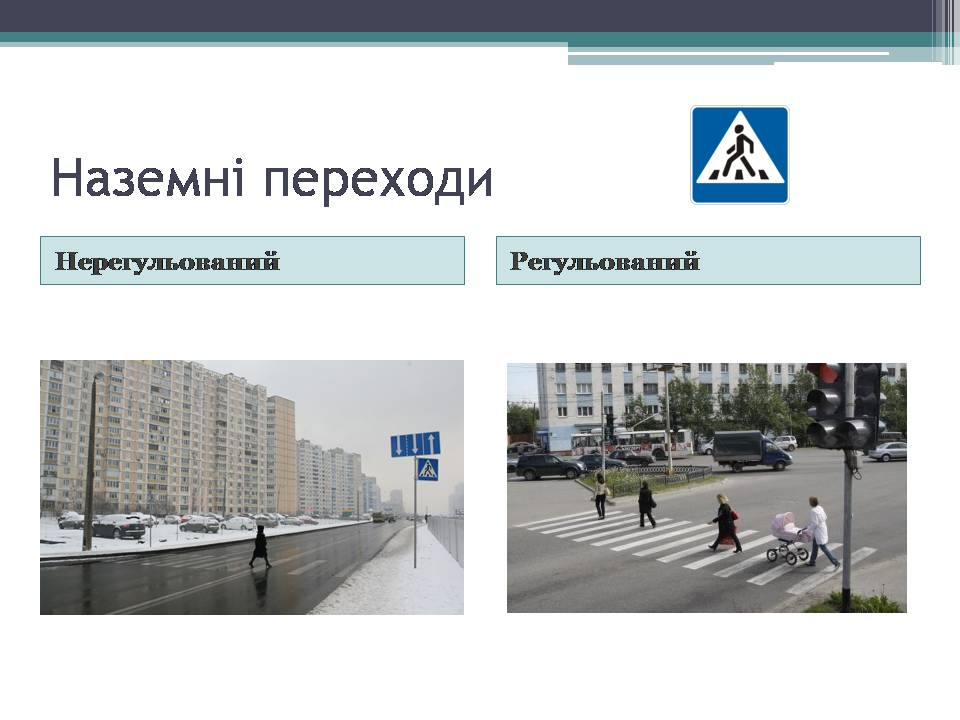 Наземні переходи
Нерегульований
Регульований